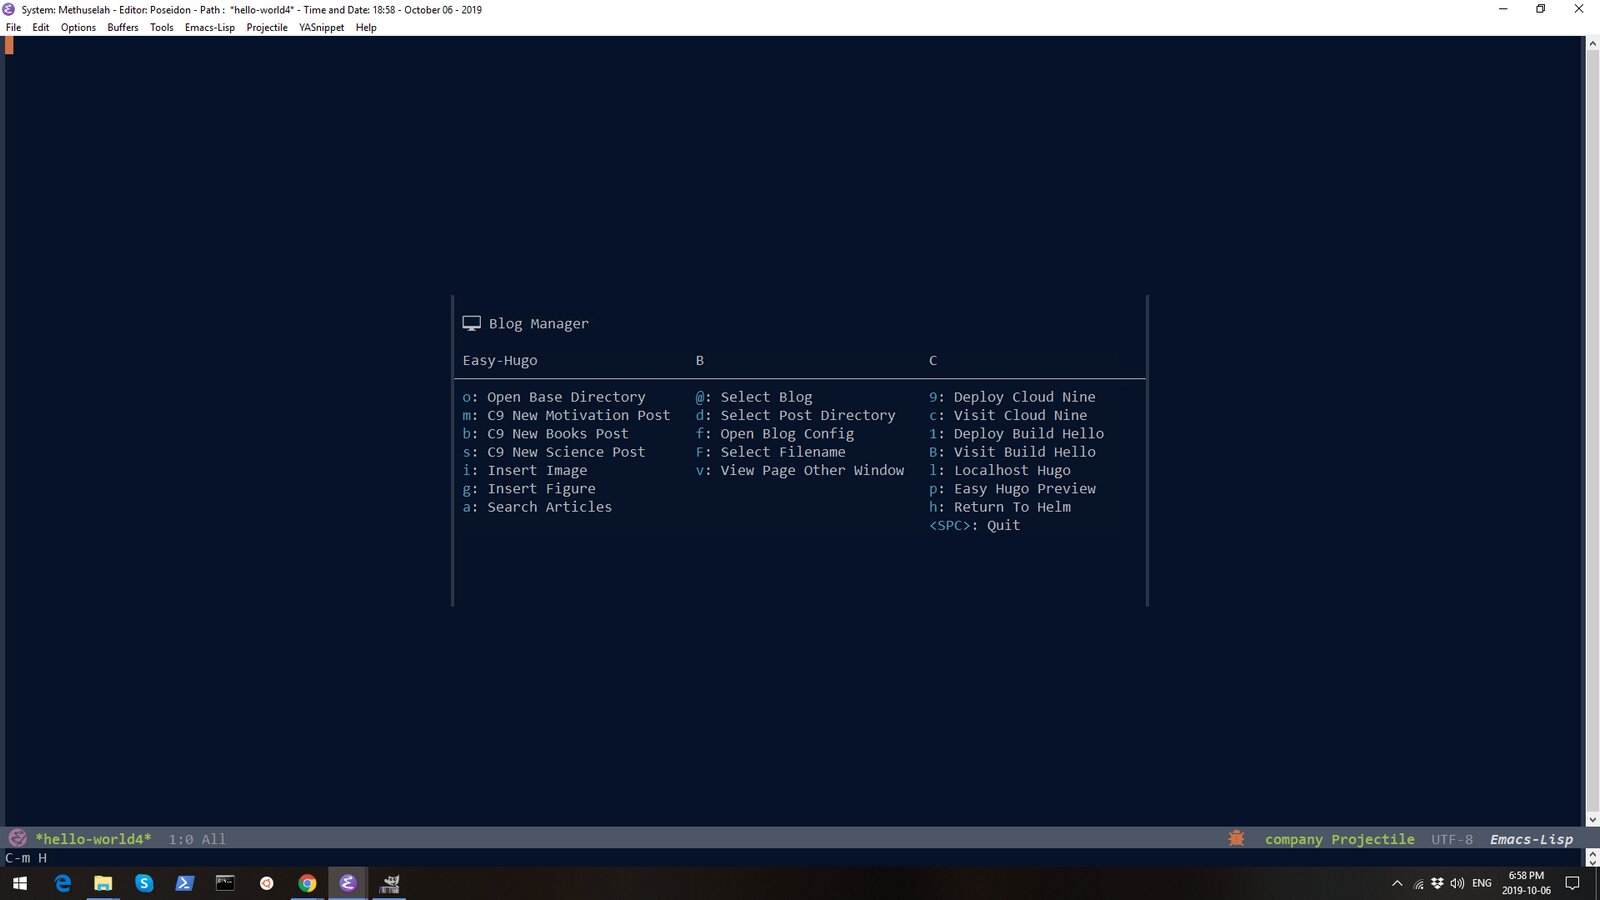 System: Methuselah - Editor: Poseidon - Path : *hello-world4* - Time and Date: 18:58 - October 06 - 2019
File Edit Options Buffers Tools Emacs-Lisp Projectile YASnippet Help
Blog Manager
Easy-Hugo B C
o: Open Base Directory @: Select Blog 9: Deploy Cloud Nine
m: C9 New Motivation Post d: Select Post Directory c: Visit Cloud Nine
b: C9 New Books Post f: Open Blog Config 1: Deploy Build Hello
s: C9 New Science Post F: Select Filename B: Visit Build Hello
i: Insert Image v: View Page Other Window l: Localhost Hugo
g: Insert Figure p: Easy Hugo Preview
a: Search Articles h: Return To Helm
<SPC>: Quit
*hello-world4* 1:0 All company Projectile UTF-8 Emacs-Lisp
C-m H
ENG 6:58 PM
2019-10-06